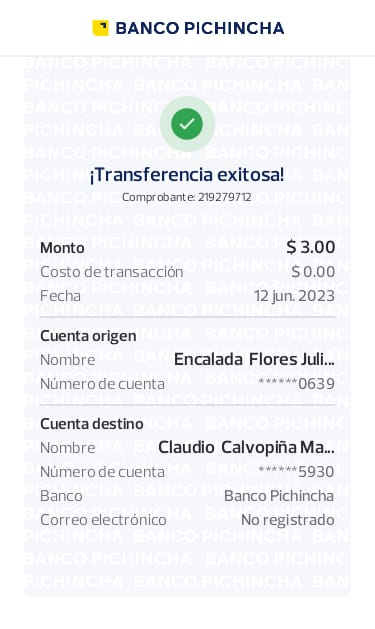 BANCO PICHINCHA
¡Transferencia exitosa!
Comprobante: 219279712
Monto $ 3.00
Costo de transacción $ 0.00
Fecha 12 jun. 2023
Cuenta origen
Nombre Encalada Flores Juli...
Número de cuenta ******0639
Cuenta destino
Nombre Claudio Calvopiña Ma...
Número de cuenta ******5930
Banco Banco Pichincha
Correo electrónico No registrado